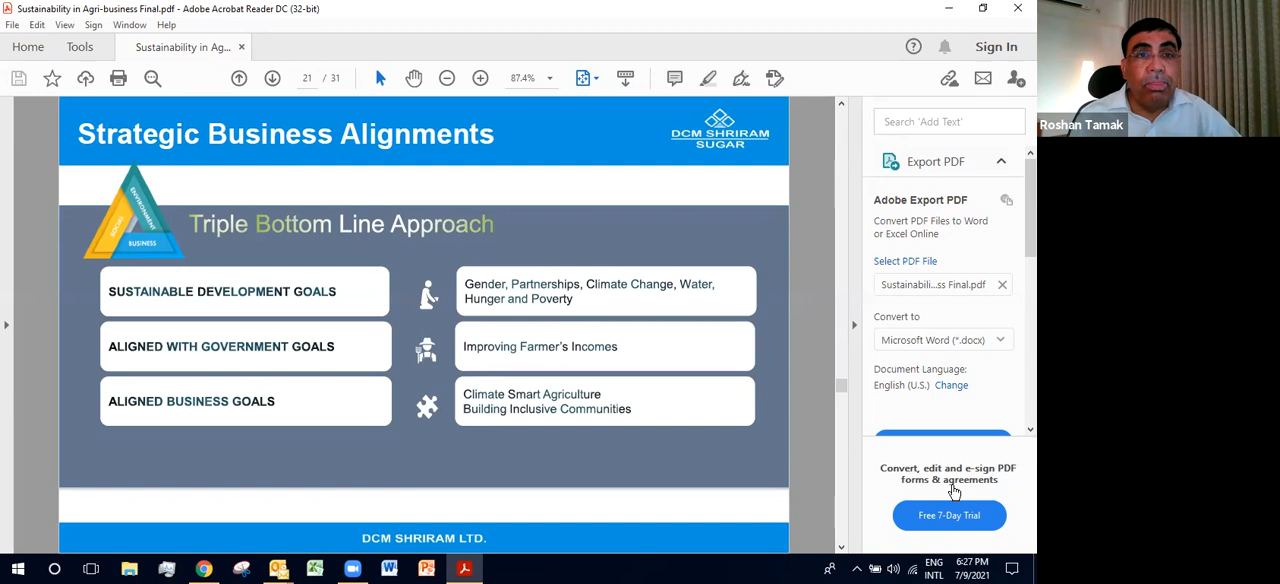 Sustainability in Agri-business Final.pdf - Adobe Acrobat Reader DC (32-bit)
File Edit View Sign Window Help
Home Tools Sustainability in Ag... × ? Sign In
21 / 31 87.4%
Roshan Tamak
Strategic Business Alignments
DCM SHRIRAM
SUGAR
ENVIRONMENT
SOCIAL
BUSINESS
Triple Bottom Line Approach
SUSTAINABLE DEVELOPMENT GOALS
Gender, Partnerships, Climate Change, Water,
Hunger and Poverty
ALIGNED WITH GOVERNMENT GOALS
Improving Farmer's Incomes
ALIGNED BUSINESS GOALS
Climate Smart Agriculture
Building Inclusive Communities
DCM SHRIRAM LTD.
Search 'Add Text'
Export PDF
Adobe Export PDF
Convert PDF Files to Word
or Excel Online
Select PDF File
Sustainabili...ss Final.pdf
Convert to
Microsoft Word (*.docx)
Document Language:
English (U.S.) Change
Convert, edit and e-sign PDF
forms & agreements
Free 7-Day Trial
ENG
INTL
6:27 PM
7/9/2021